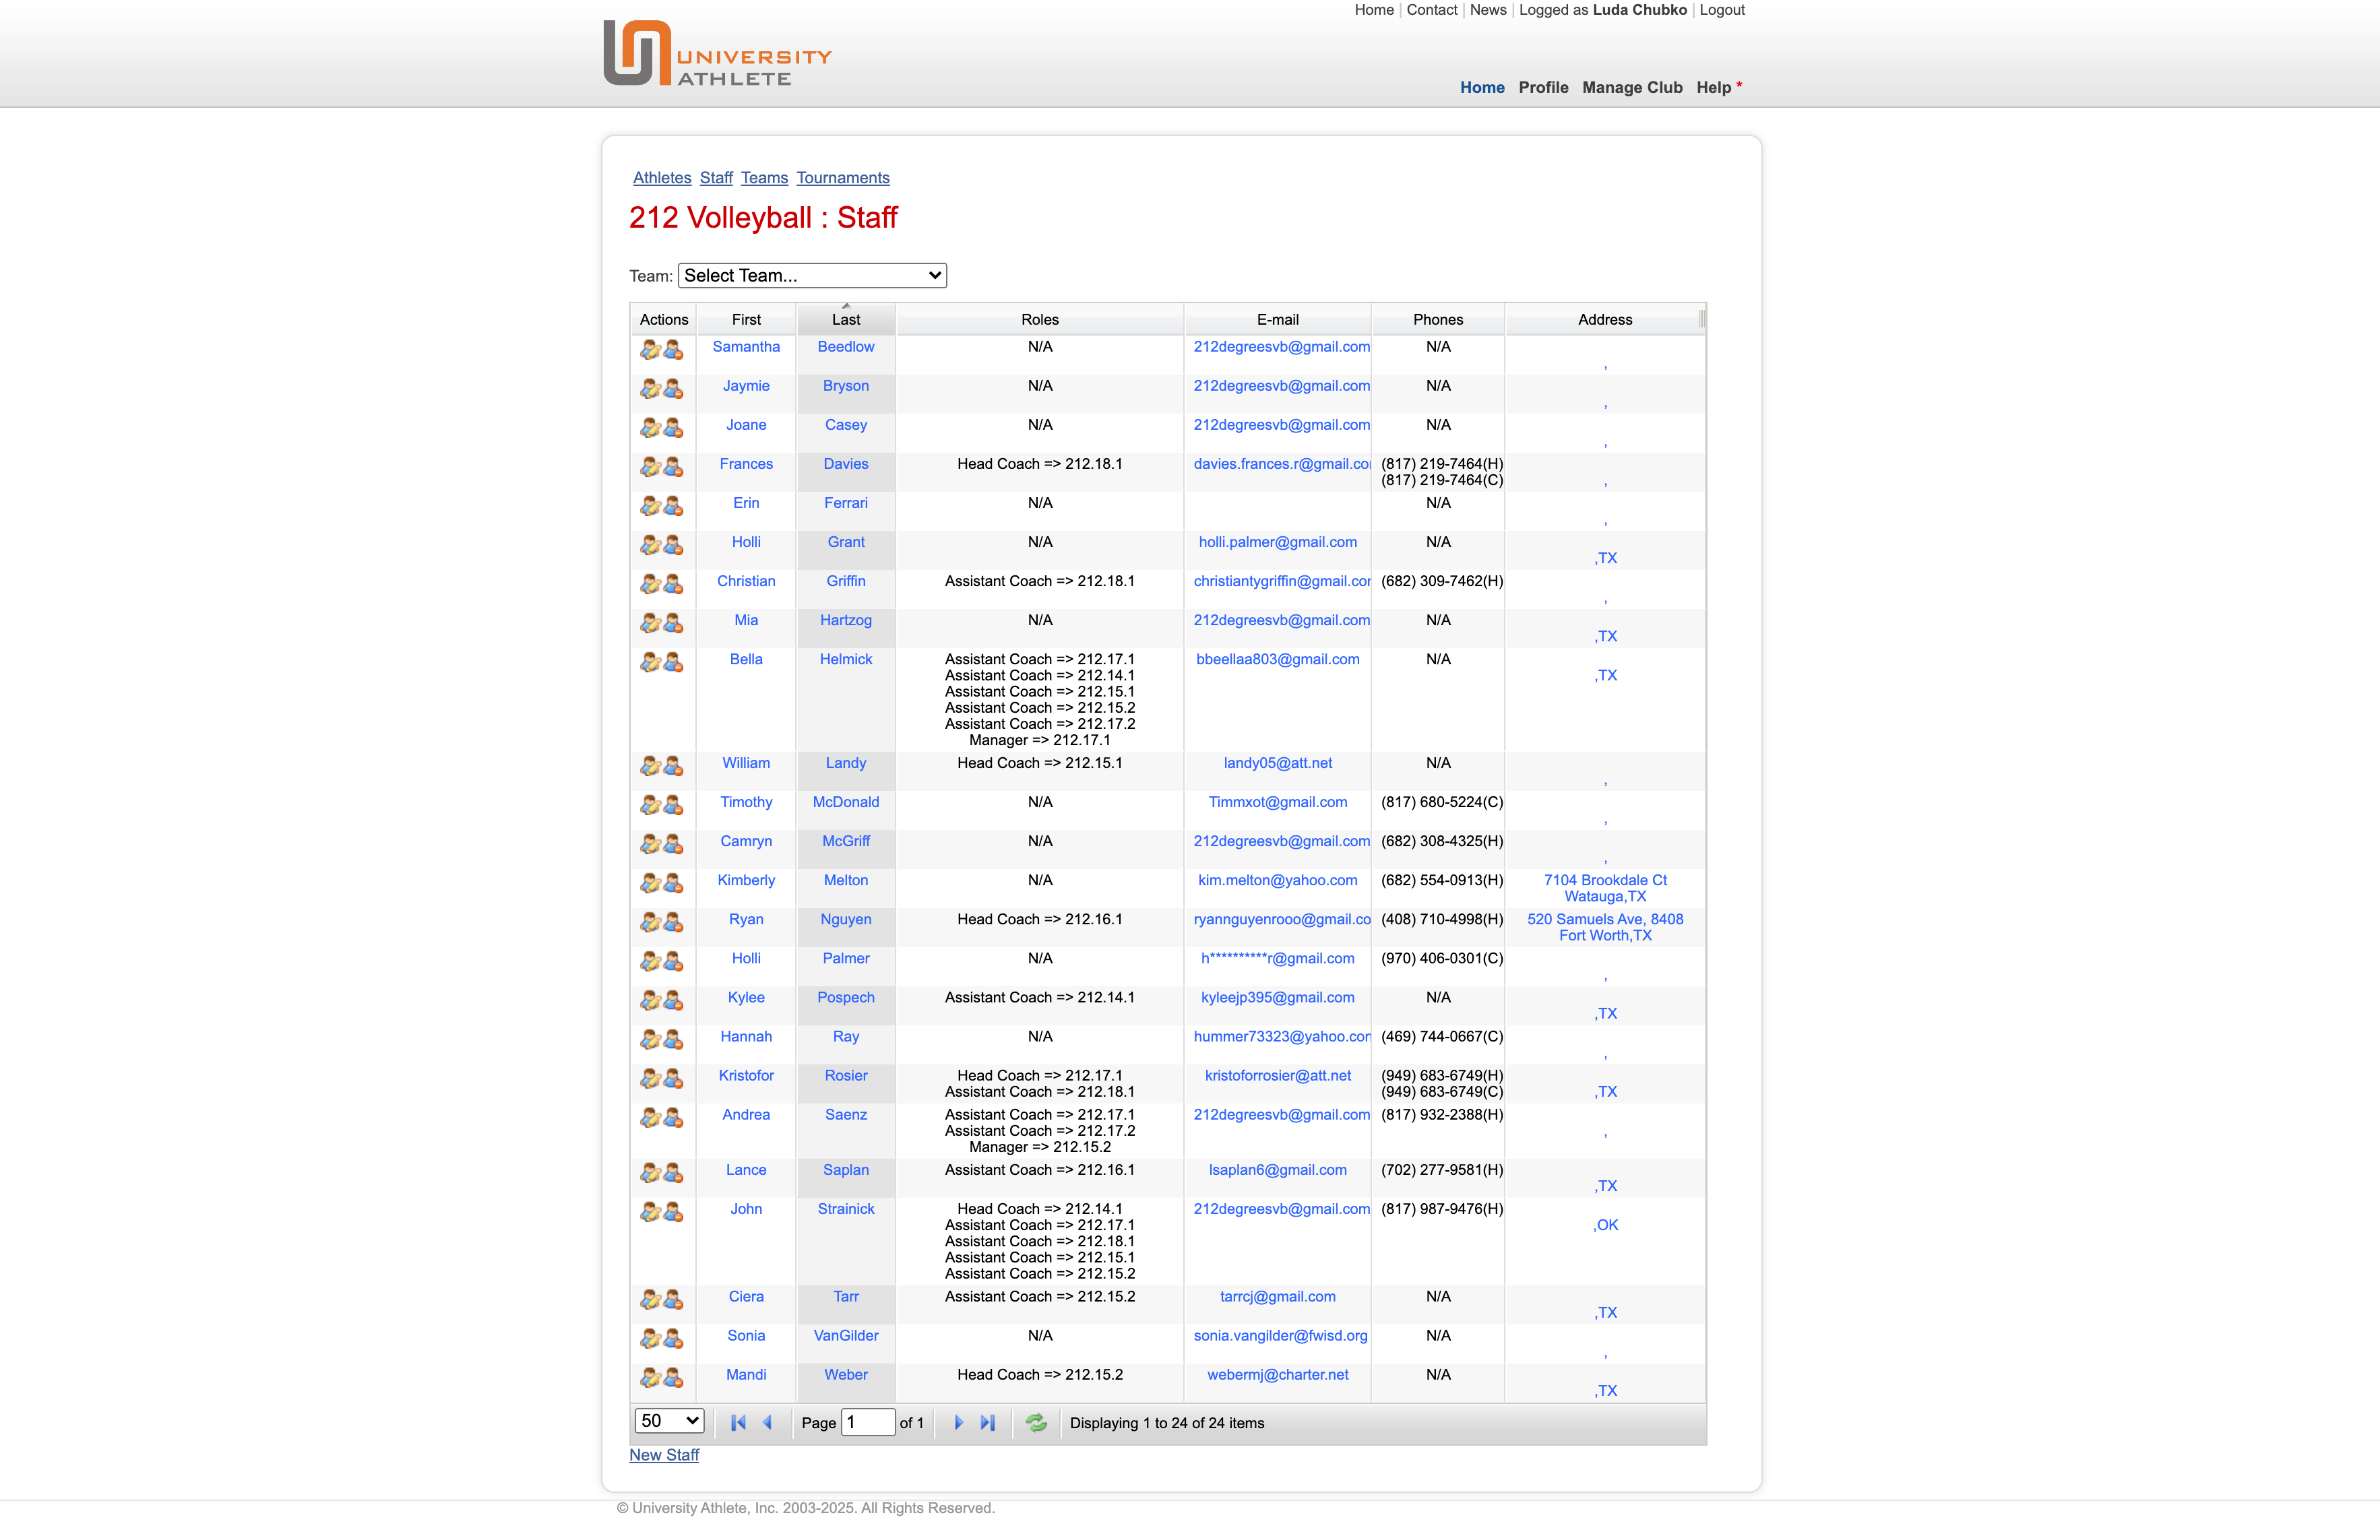 Home | Contact | News | Logged as Luda Chubko | Logout
UNIVERSITY
ATHLETE
Home Profile Manage Club Help *
Athletes Staff Teams Tournaments
212 Volleyball : Staff
Team: Select Team...
Actions First Last Roles E-mail Phones Address
Samantha Beedlow N/A 212degreesvb@gmail.com N/A
,
Jaymie Bryson N/A 212degreesvb@gmail.com N/A
,
Joane Casey N/A 212degreesvb@gmail.com N/A
,
Frances Davies Head Coach => 212.18.1 davies.frances.r@gmail.co (817) 219-7464(H)
(817) 219-7464(C) ,
Erin Ferrari N/A N/A
,
Holli Grant N/A holli.palmer@gmail.com N/A
,TX
Christian Griffin Assistant Coach => 212.18.1 christiantygriffin@gmail.co (682) 309-7462(H)
,
Mia Hartzog N/A 212degreesvb@gmail.com N/A
,TX
Bella Helmick Assistant Coach => 212.17.1 bbeellaa803@gmail.com N/A
Assistant Coach => 212.14.1 ,TX
Assistant Coach => 212.15.1
Assistant Coach => 212.15.2
Assistant Coach => 212.17.2
Manager => 212.17.1
William Landy Head Coach => 212.15.1 landy05@att.net N/A
,
Timothy McDonald N/A Timmxot@gmail.com (817) 680-5224(C)
,
Camryn McGriff N/A 212degreesvb@gmail.com (682) 308-4325(H)
,
Kimberly Melton N/A kim.melton@yahoo.com (682) 554-0913(H) 7104 Brookdale Ct
Watauga,TX
Ryan Nguyen Head Coach => 212.16.1 ryannguyenrooo@gmail.co (408) 710-4998(H) 520 Samuels Ave, 8408
Fort Worth,TX
Holli Palmer N/A h**********r@gmail.com (970) 406-0301(C)
,
Kylee Pospech Assistant Coach => 212.14.1 kyleejp395@gmail.com N/A
,TX
Hannah Ray N/A hummer73323@yahoo.co (469) 744-0667(C)
,
Kristofor Rosier Head Coach => 212.17.1 kristoforrosier@att.net (949) 683-6749(H)
Assistant Coach => 212.18.1 (949) 683-6749(C) ,TX
Andrea Saenz Assistant Coach => 212.17.1 212degreesvb@gmail.com (817) 932-2388(H)
Assistant Coach => 212.17.2 ,
Manager => 212.15.2
Lance Saplan Assistant Coach => 212.16.1 lsaplan6@gmail.com (702) 277-9581(H)
,TX
John Strainick Head Coach => 212.14.1 212degreesvb@gmail.com (817) 987-9476(H)
Assistant Coach => 212.17.1 ,OK
Assistant Coach => 212.18.1
Assistant Coach => 212.15.1
Assistant Coach => 212.15.2
Ciera Tarr Assistant Coach => 212.15.2 tarrcj@gmail.com N/A
,TX
Sonia VanGilder N/A sonia.vangilder@fwisd.org N/A
,
Mandi Weber Head Coach => 212.15.2 webermj@charter.net N/A
,TX
50 Page 1 of 1 Displaying 1 to 24 of 24 items
New Staff
© University Athlete, Inc. 2003-2025. All Rights Reserved.